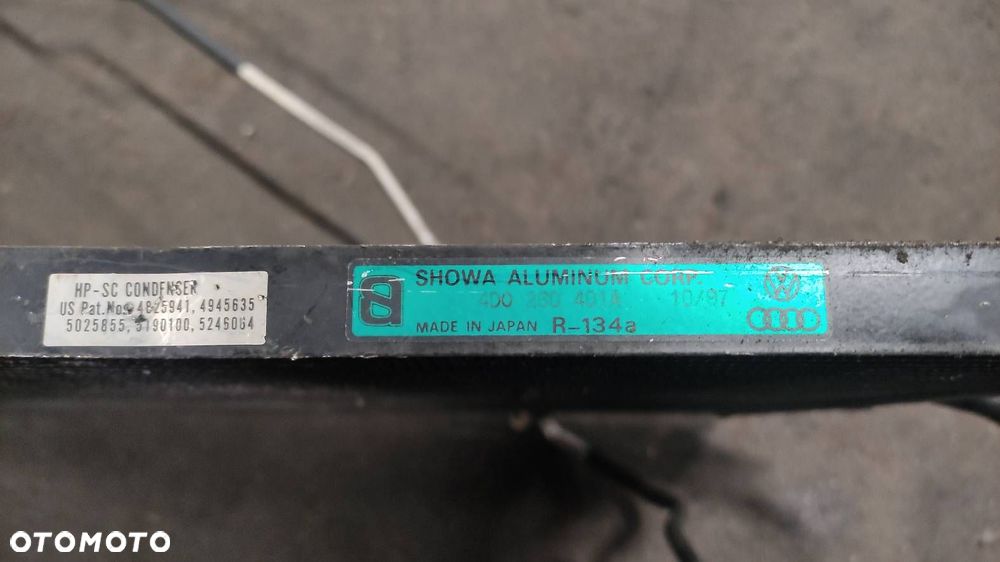 HP-SC CONDENSER
US Pat.No. 4825941, 4945635
5025855, 5190100, 5246064
SHOWA ALUMINUM CORP.
4D0 260 401A 10/97
MADE IN JAPAN R-134a
OTOMOTO